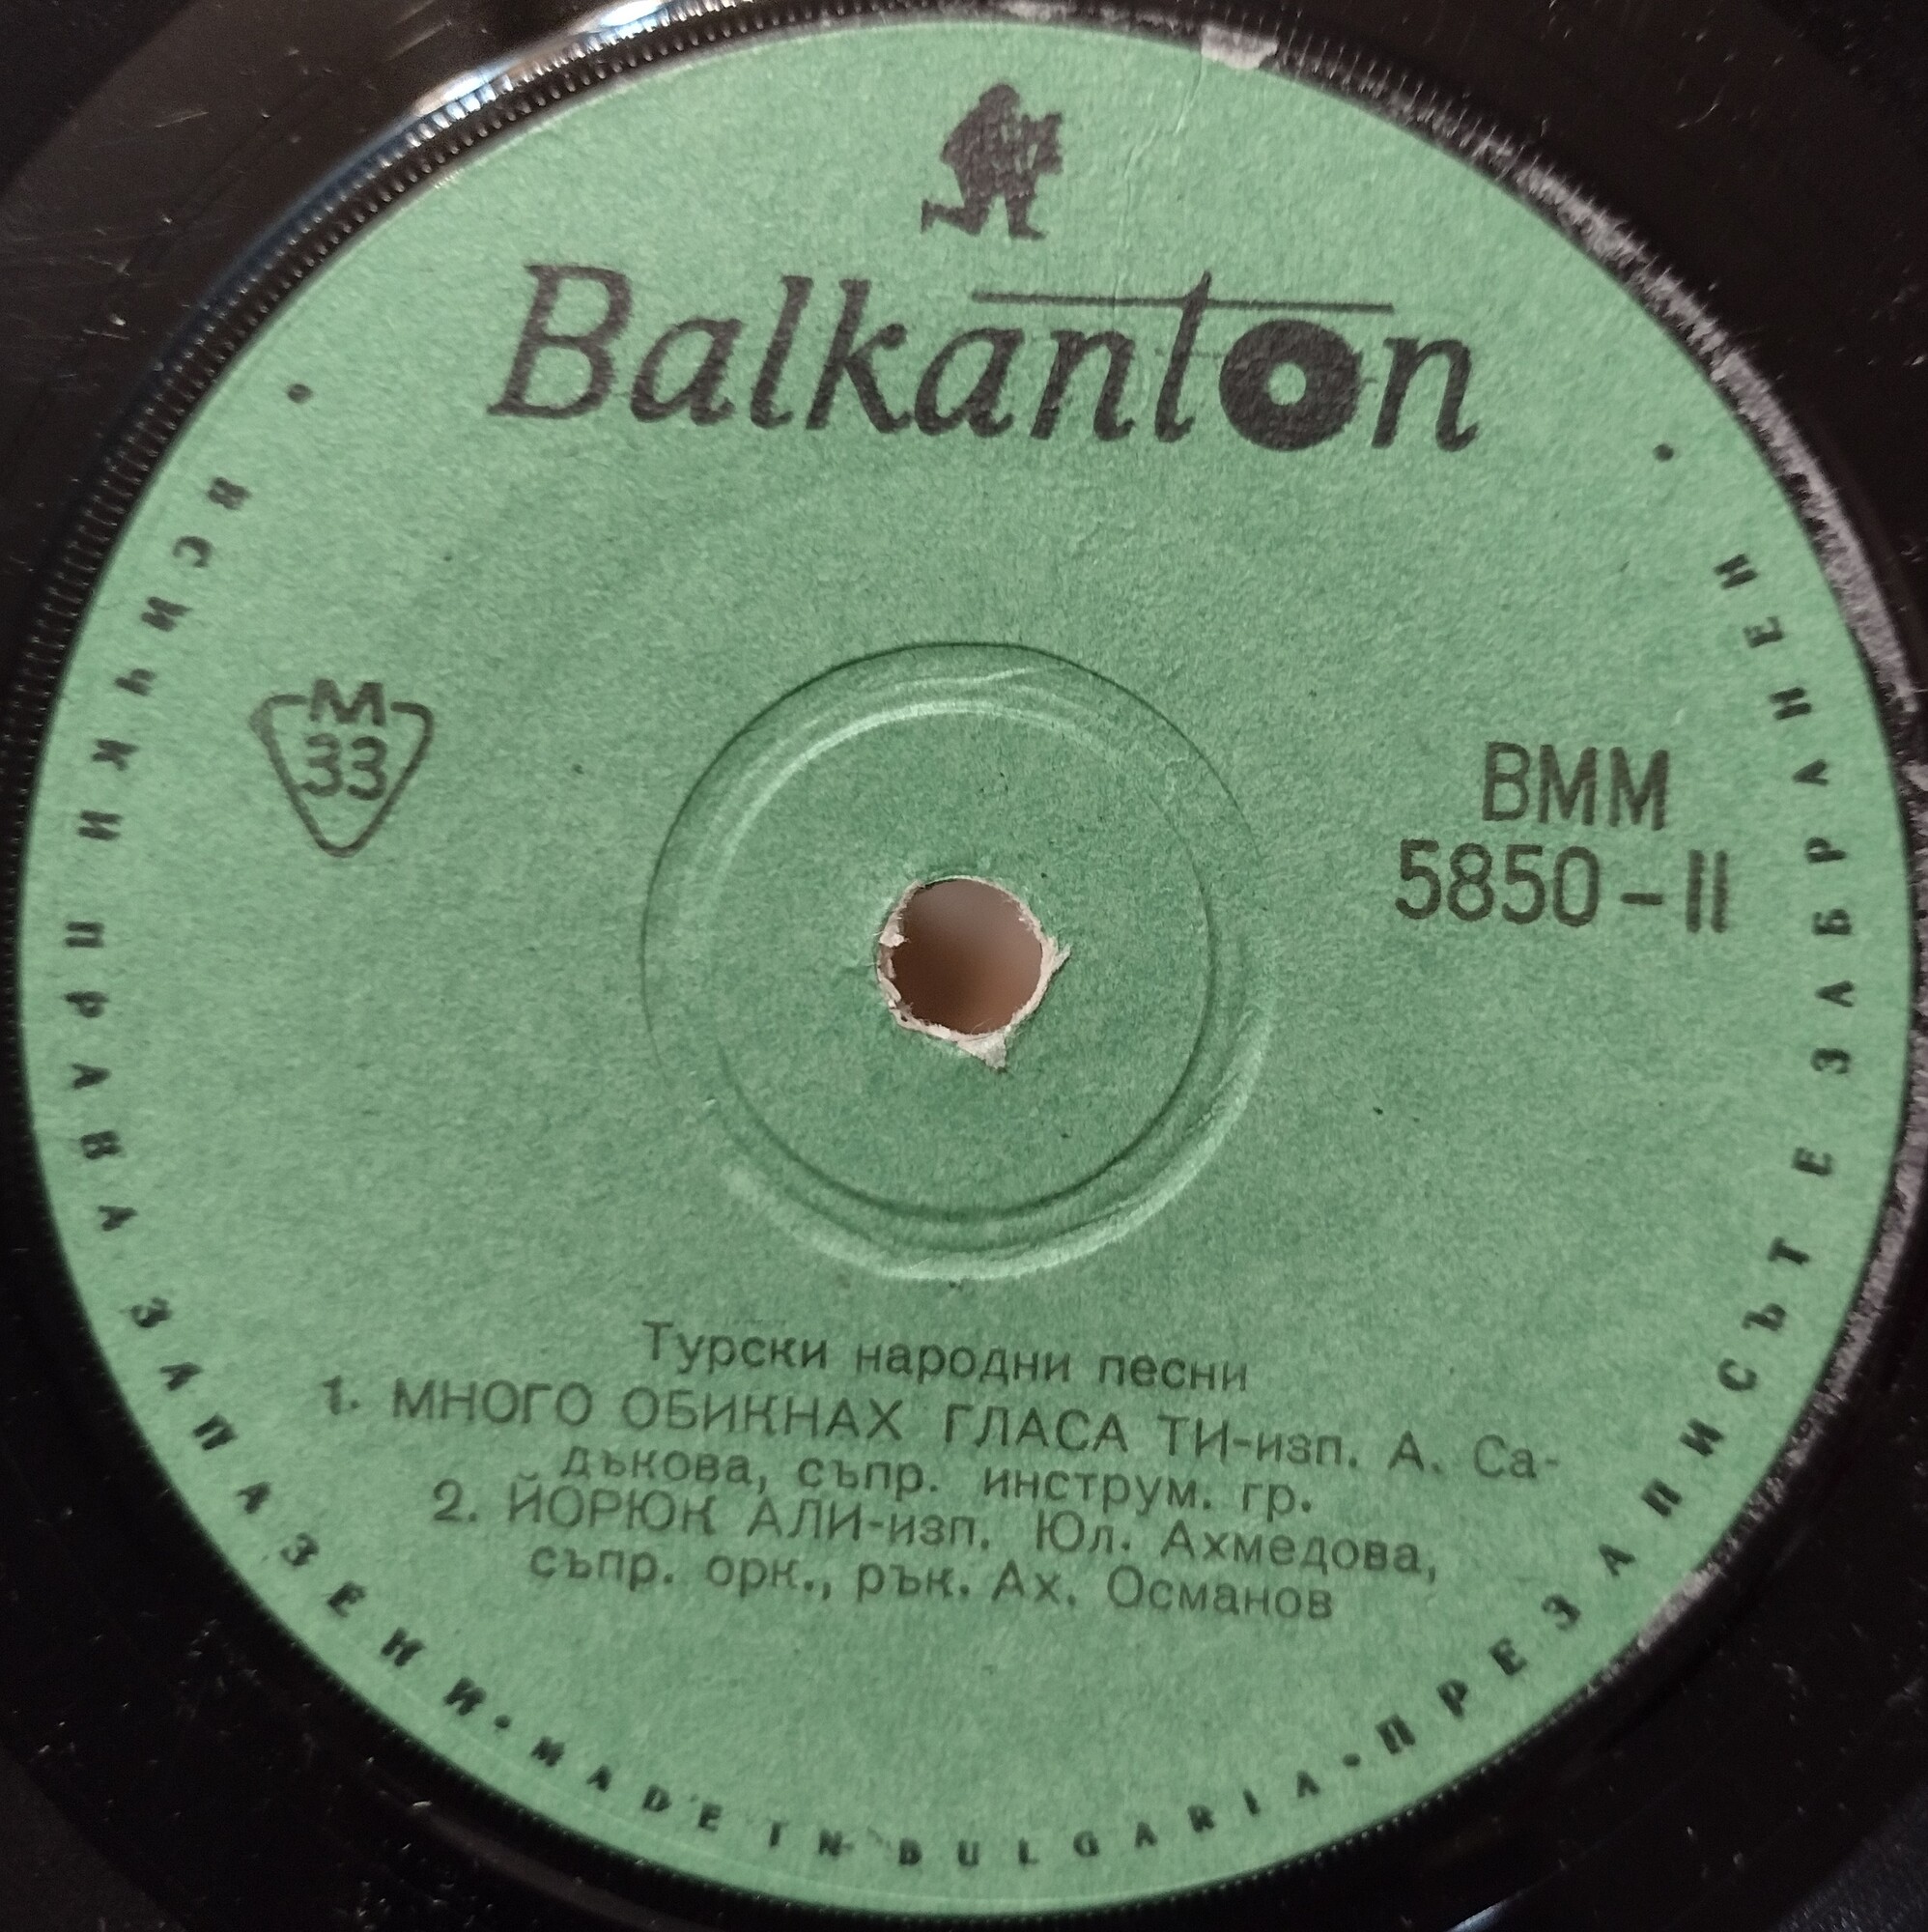 Balkanton
M
33
ВММ
5850-II
Турски народни песни
1. МНОГО ОБИКНАХ ГЛАСА ТИ-изп. А. Са-
дъкова, съпр. инструм. гр.
2. ЙОРЮК АЛИ-изп. Юл. Ахмедова,
съпр. орк., рък. Ах. Османов
• ВСИЧКИ ПРАВА ЗАПАЗЕНИ • MADE IN BULGARIA • ПРЕЗАПИСЪТ Е ЗАБРАНЕН •